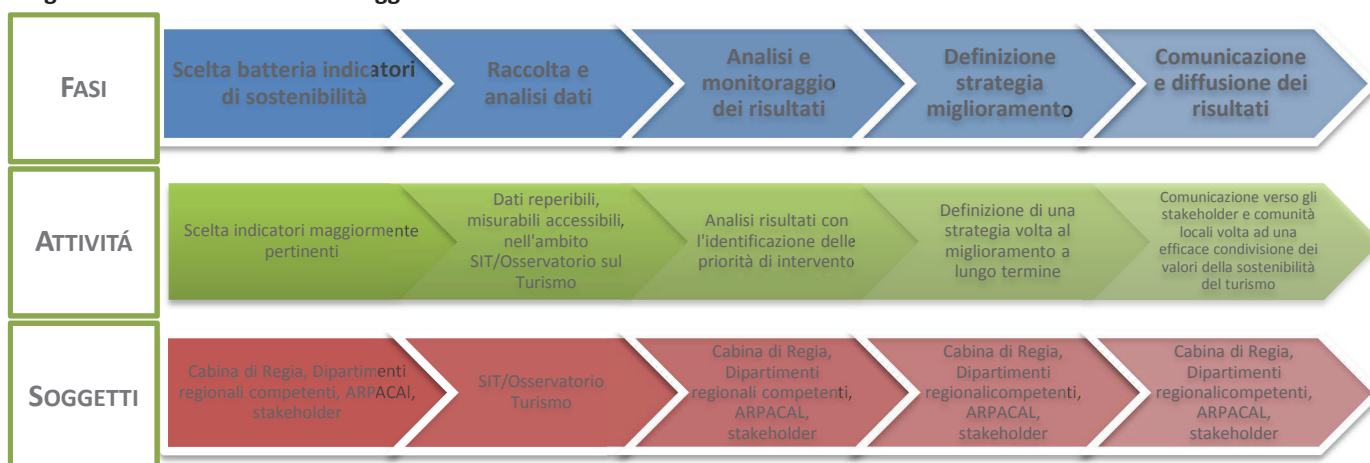 FASI
Scelta batteria indicatori
di sostenibilità
Raccolta e
analisi dati
Analisi e
monitoraggio
dei risultati
Definizione
strategia
miglioramento
Comunicazione
e diffusione dei
risultati
ATTIVITÁ
Scelta indicatori maggiormente
pertinenti
Dati reperibili,
misurabili accessibili,
nell'ambito
SIT/Osservatorio sul
Turismo
Analisi risultati con
l'identificazione delle
priorità di intervento
Definizione di una
strategia volta al
miglioramento a
lungo termine
Comunicazione verso gli
stakeholder e comunità
locali volta ad una
efficace condivisione dei
valori della sostenibilità
del turismo
SOGGETTI
Cabina di Regia, Dipartimenti
regionali competenti, ARPACAl,
stakeholder
SIT/Osservatorio
Turismo
Cabina di Regia,
Dipartimenti
regionali competenti,
ARPACAL,
stakeholder
Cabina di Regia,
Dipartimenti
regionalicompetenti,
ARPACAL,
stakeholder
Cabina di Regia,
Dipartimenti
regionalicompetenti,
ARPACAL,
stakeholder